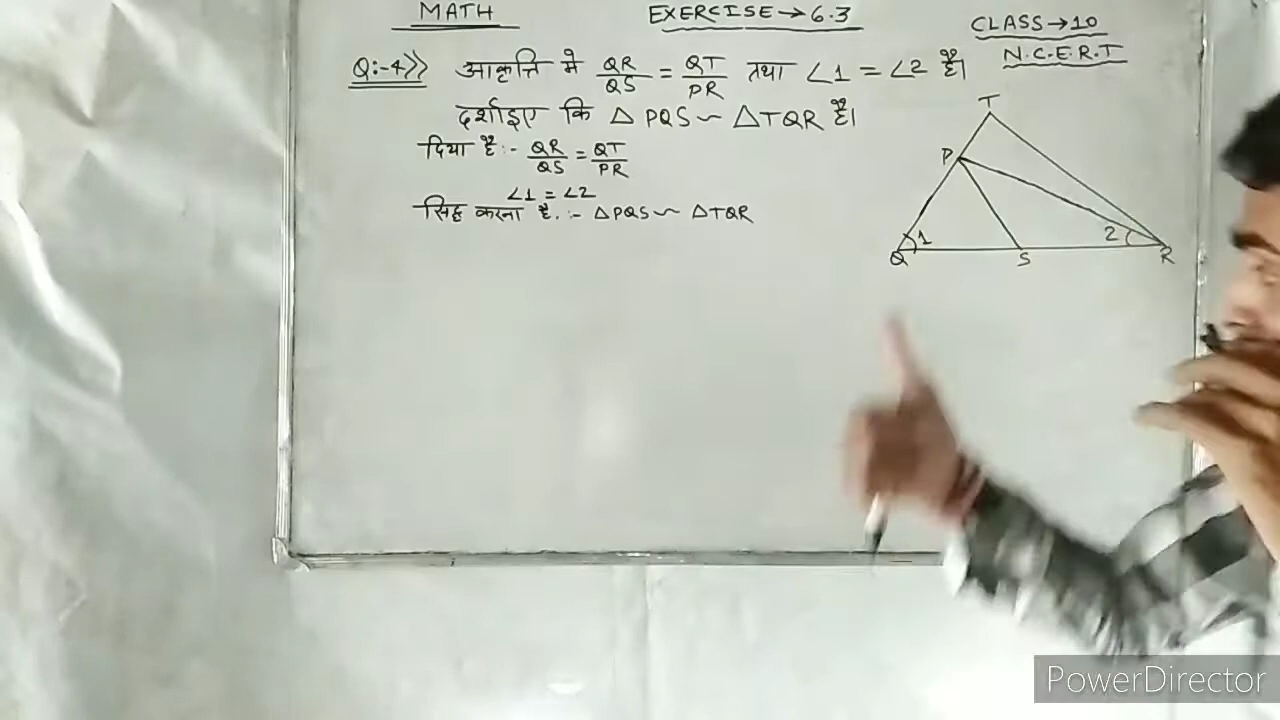 MATH EXERCISE → 6.3
CLASS → 10
N.C.E.R.T
Q:-4>> आकृति मे QR/QS = QT/PR तथा ∠1 = ∠2 है।
दर्शाइए कि △ PQS ~ △TQR है।
दिया है :- QR/QS = QT/PR
∠1 = ∠2
सिद्द करना है. :- △PQS ~ △TQR
T
P
1
2
Q
S
R
PowerDirector